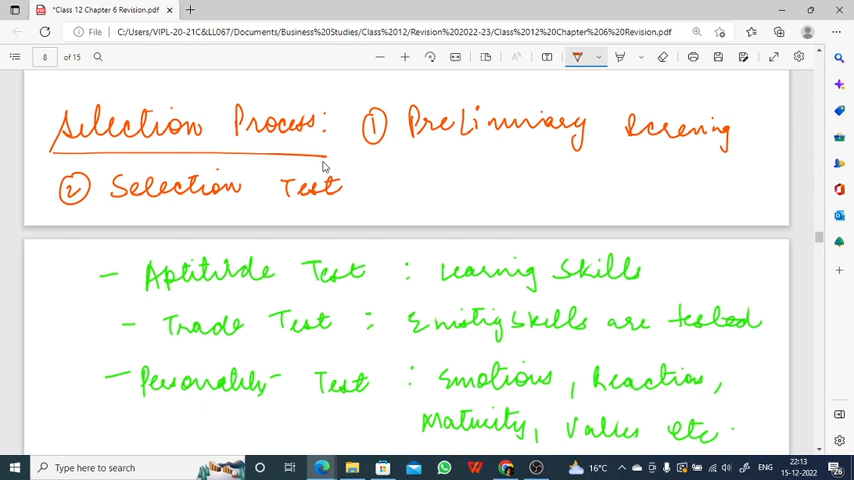 *Class 12 Chapter 6 Revision.pdf
File C:/Users/VIPL-20-21C&LL067/Documents/Business%20Studies/Class%2012/Revision%202022-23/Class%2012%20Chapter%206%20Revision.pdf
8 of 15
Selection Process: ① Preliminary Screening
② Selection Test
- Aptitude Test : Learning Skills
- Trade Test : Existing Skills are tested
- Personality Test : Emotions, Reaction,
Maturity, Values etc.
Type here to search
16°C ENG 22:13
15-12-2022 26